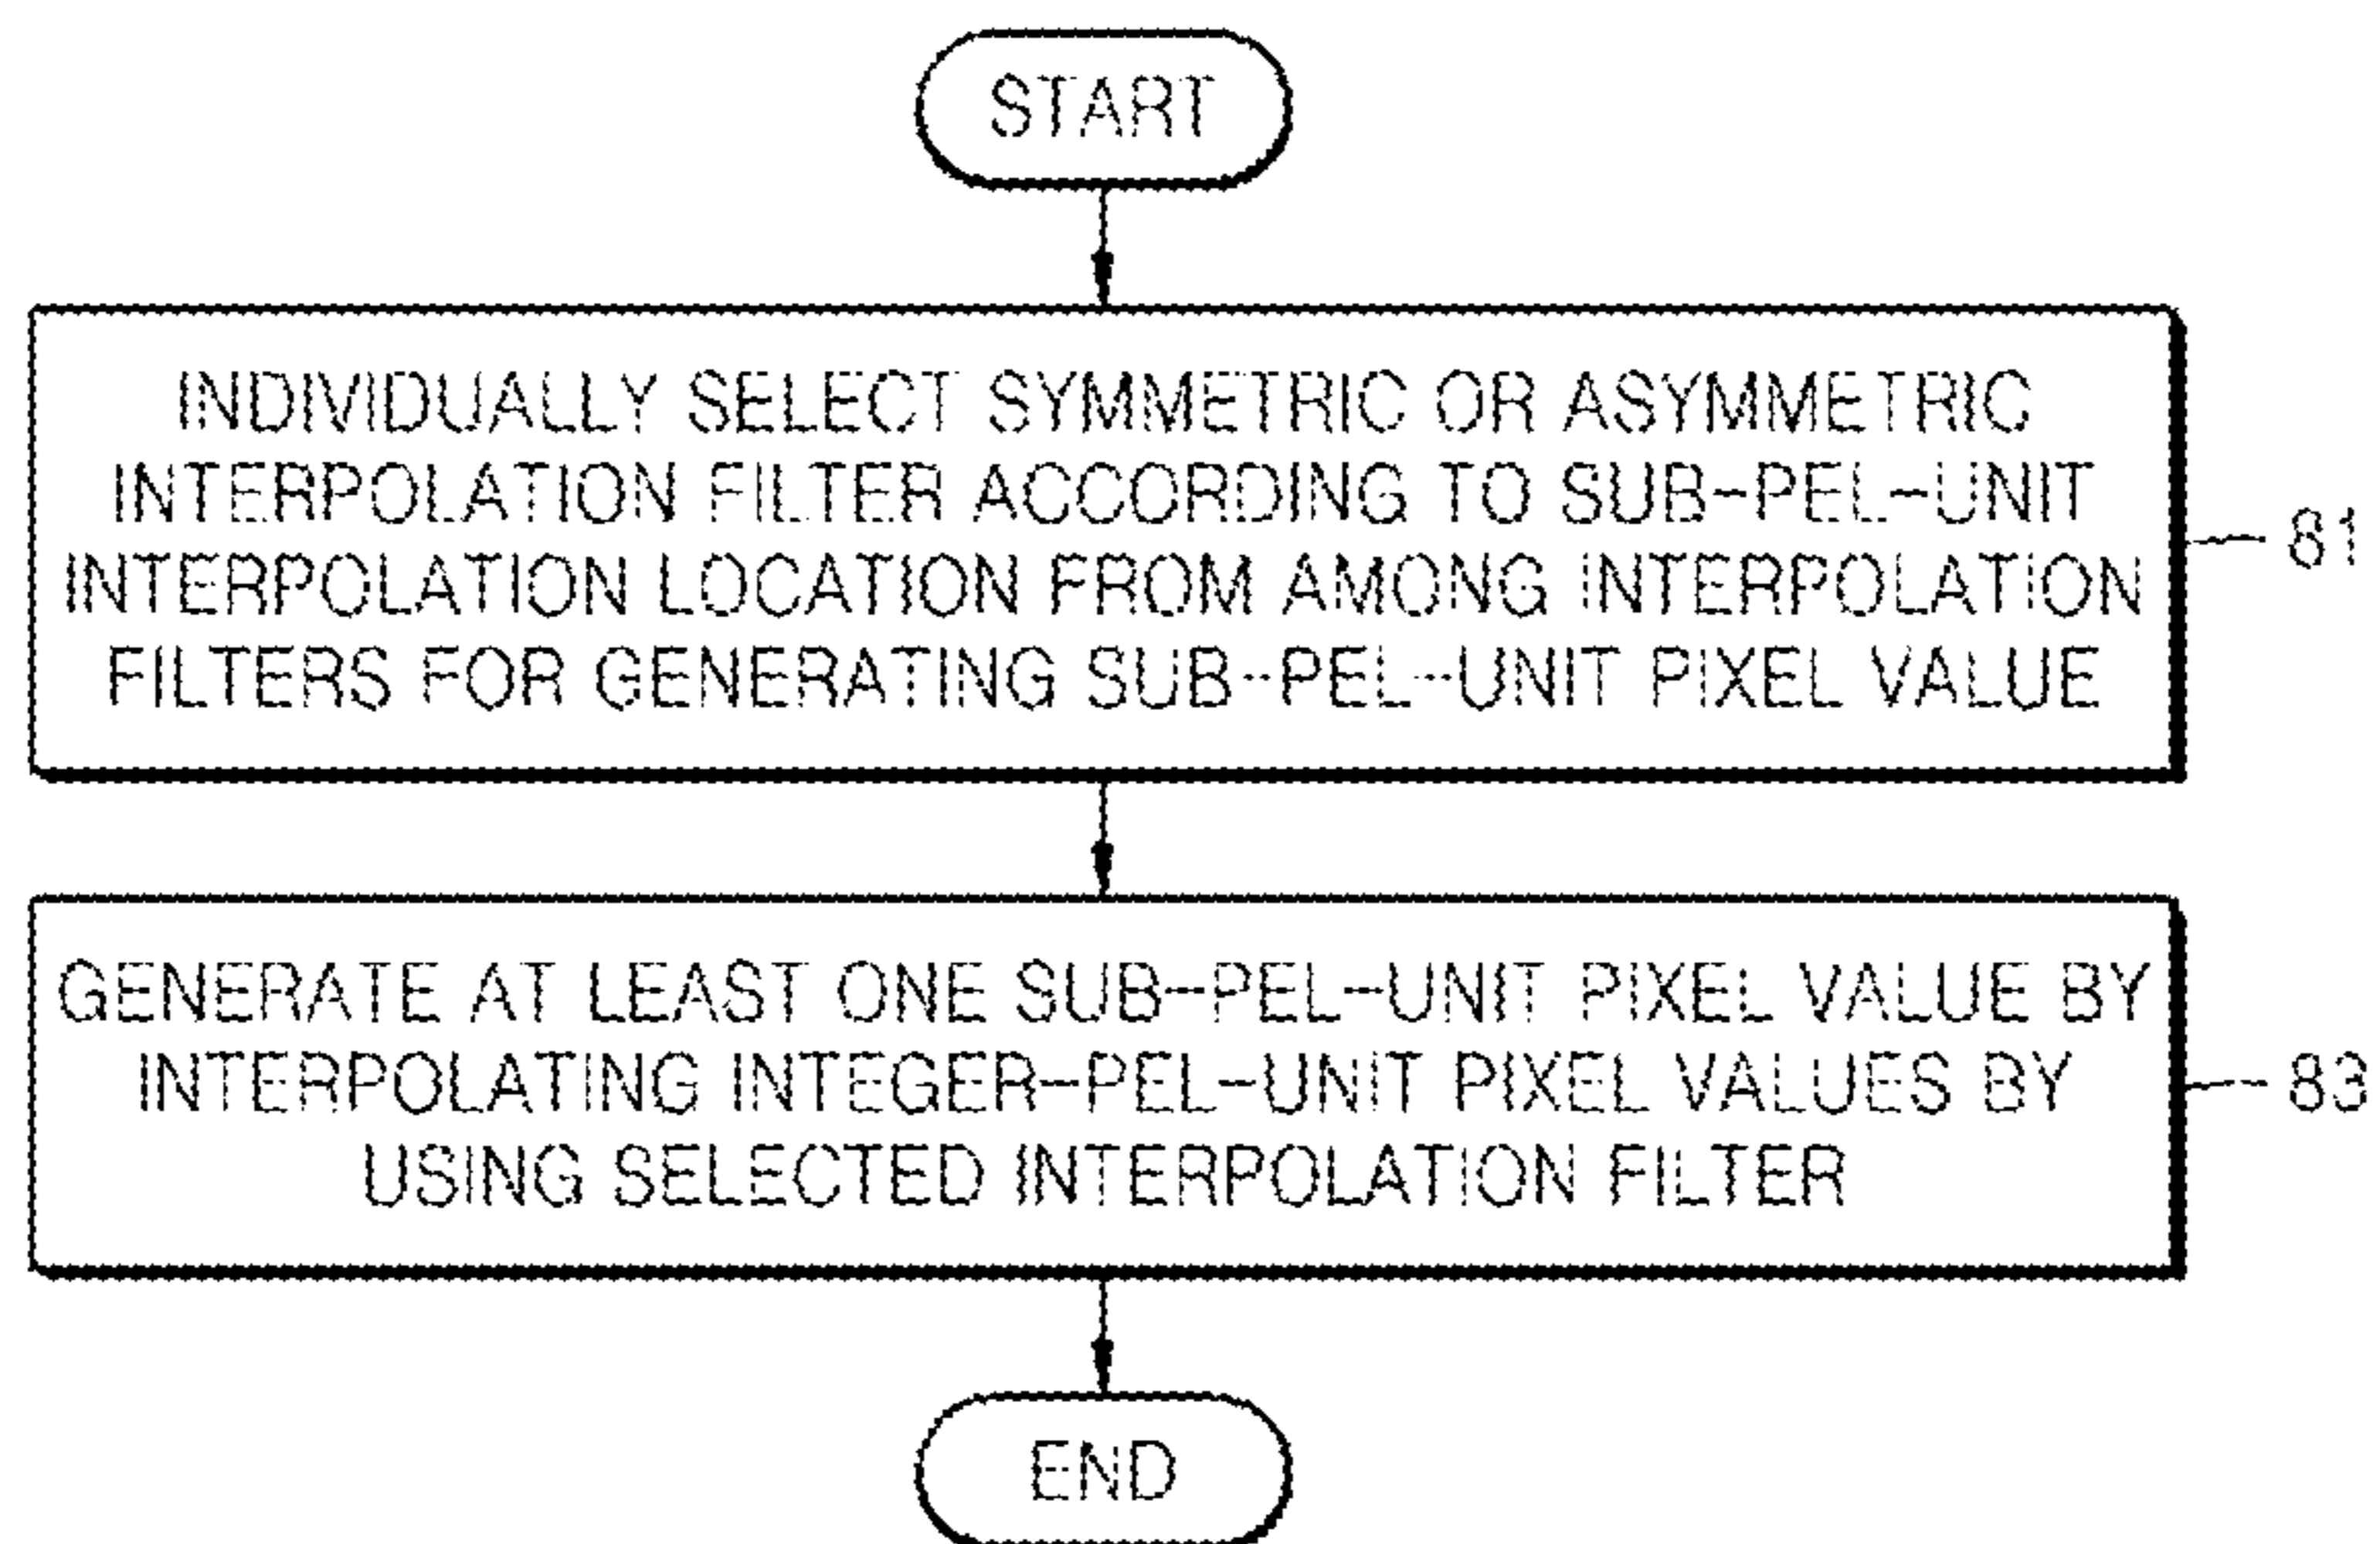 START
INDIVIDUALLY SELECT SYMMETRIC OR ASYMMETRIC
INTERPOLATION FILTER ACCORDING TO SUB-PEL-UNIT
INTERPOLATION LOCATION FROM AMONG INTERPOLATION
FILTERS FOR GENERATING SUB-PEL-UNIT PIXEL VALUE
81
GENERATE AT LEAST ONE SUB-PEL-UNIT PIXEL VALUE BY
INTERPOLATING INTEGER-PEL-UNIT PIXEL VALUES BY
USING SELECTED INTERPOLATION FILTER
83
END